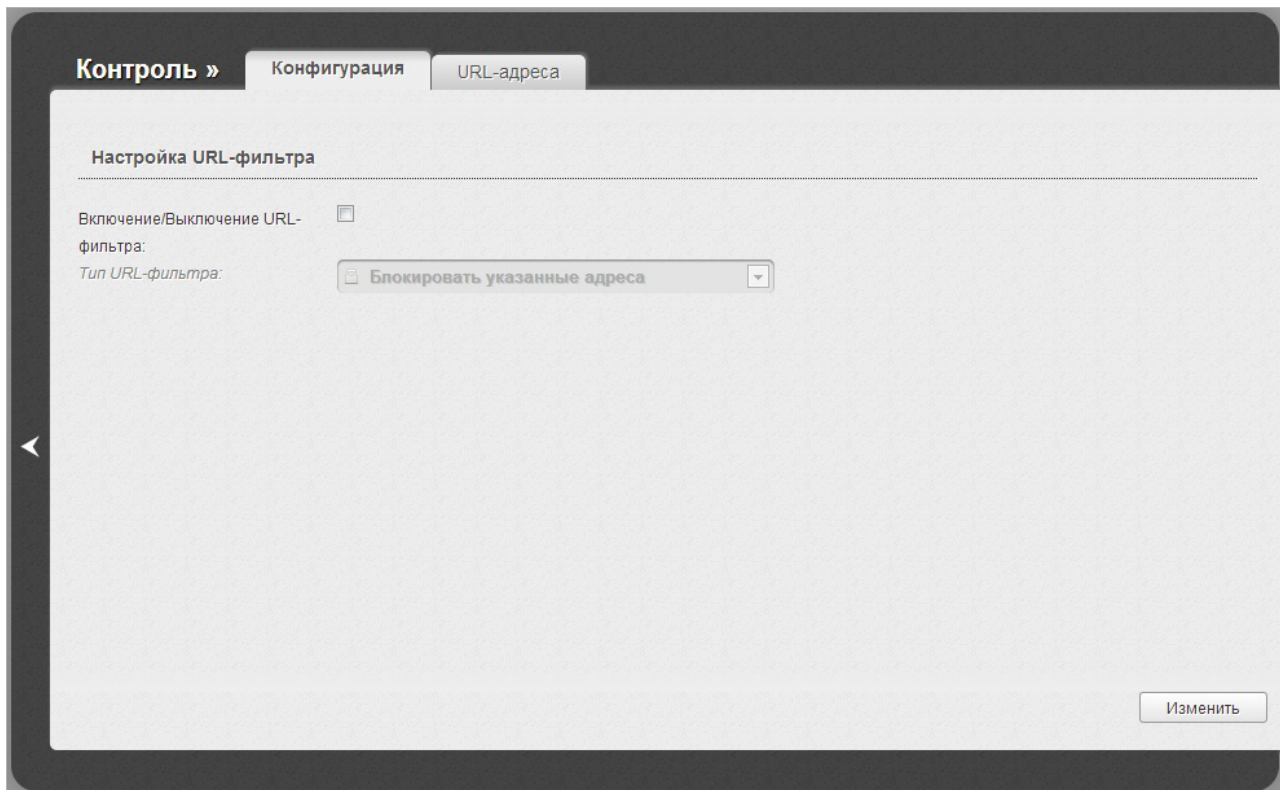 Контроль »
Конфигурация
URL-адреса
Настройка URL-фильтра
Включение/Выключение URL-
фильтра:
Тип URL-фильтра:
Блокировать указанные адреса
Изменить